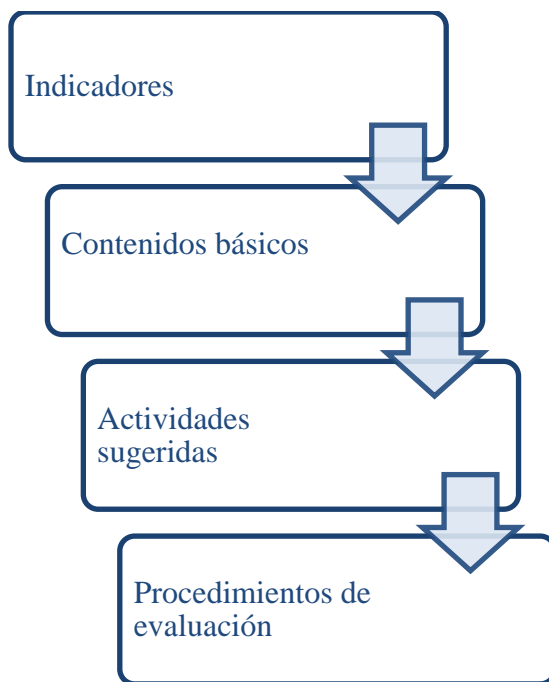 Indicadores
Contenidos básicos
Actividades
sugeridas
Procedimientos de
evaluación